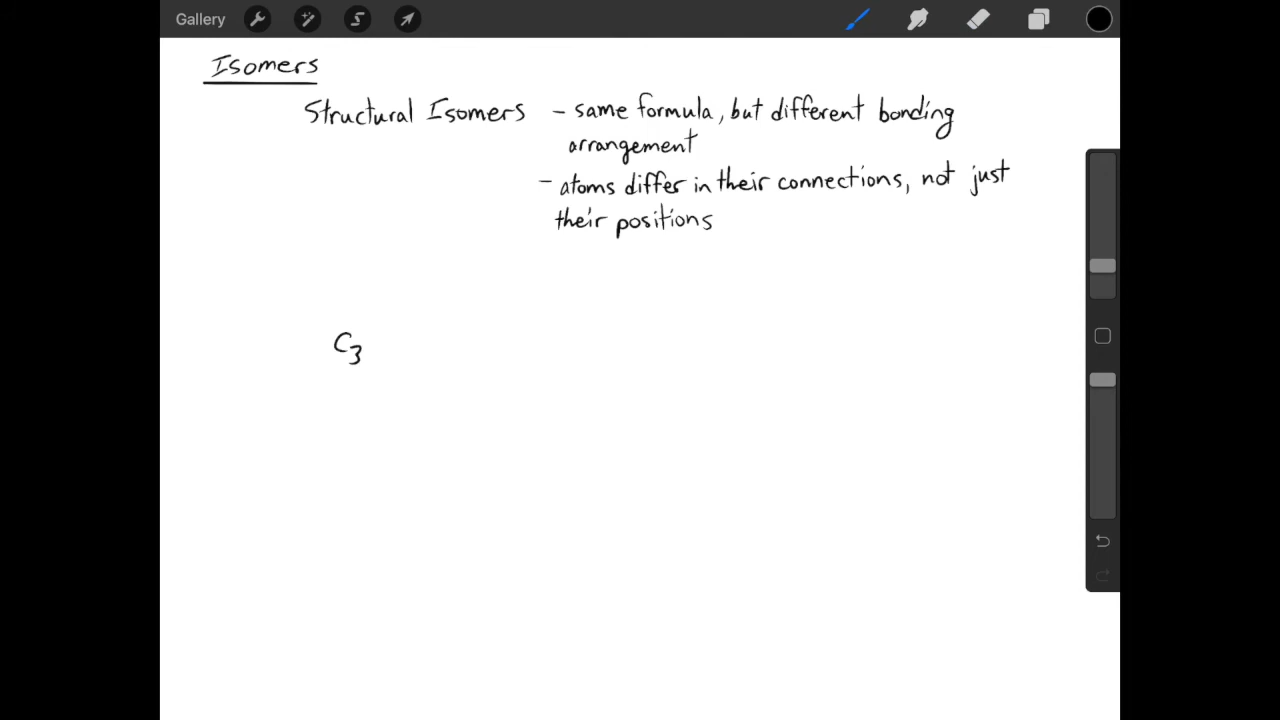 Gallery
Isomers
Structural Isomers - same formula, but different bonding
arrangement
- atoms differ in their connections, not just
their positions
C₃